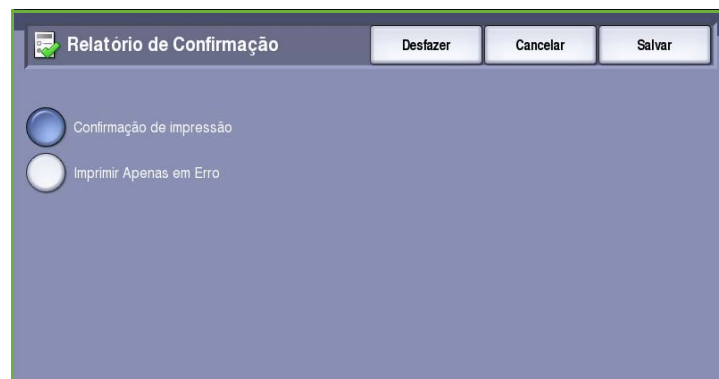 Relatório de Confirmação
Desfazer
Cancelar
Salvar
Confirmação de impressão
Imprimir Apenas em Erro